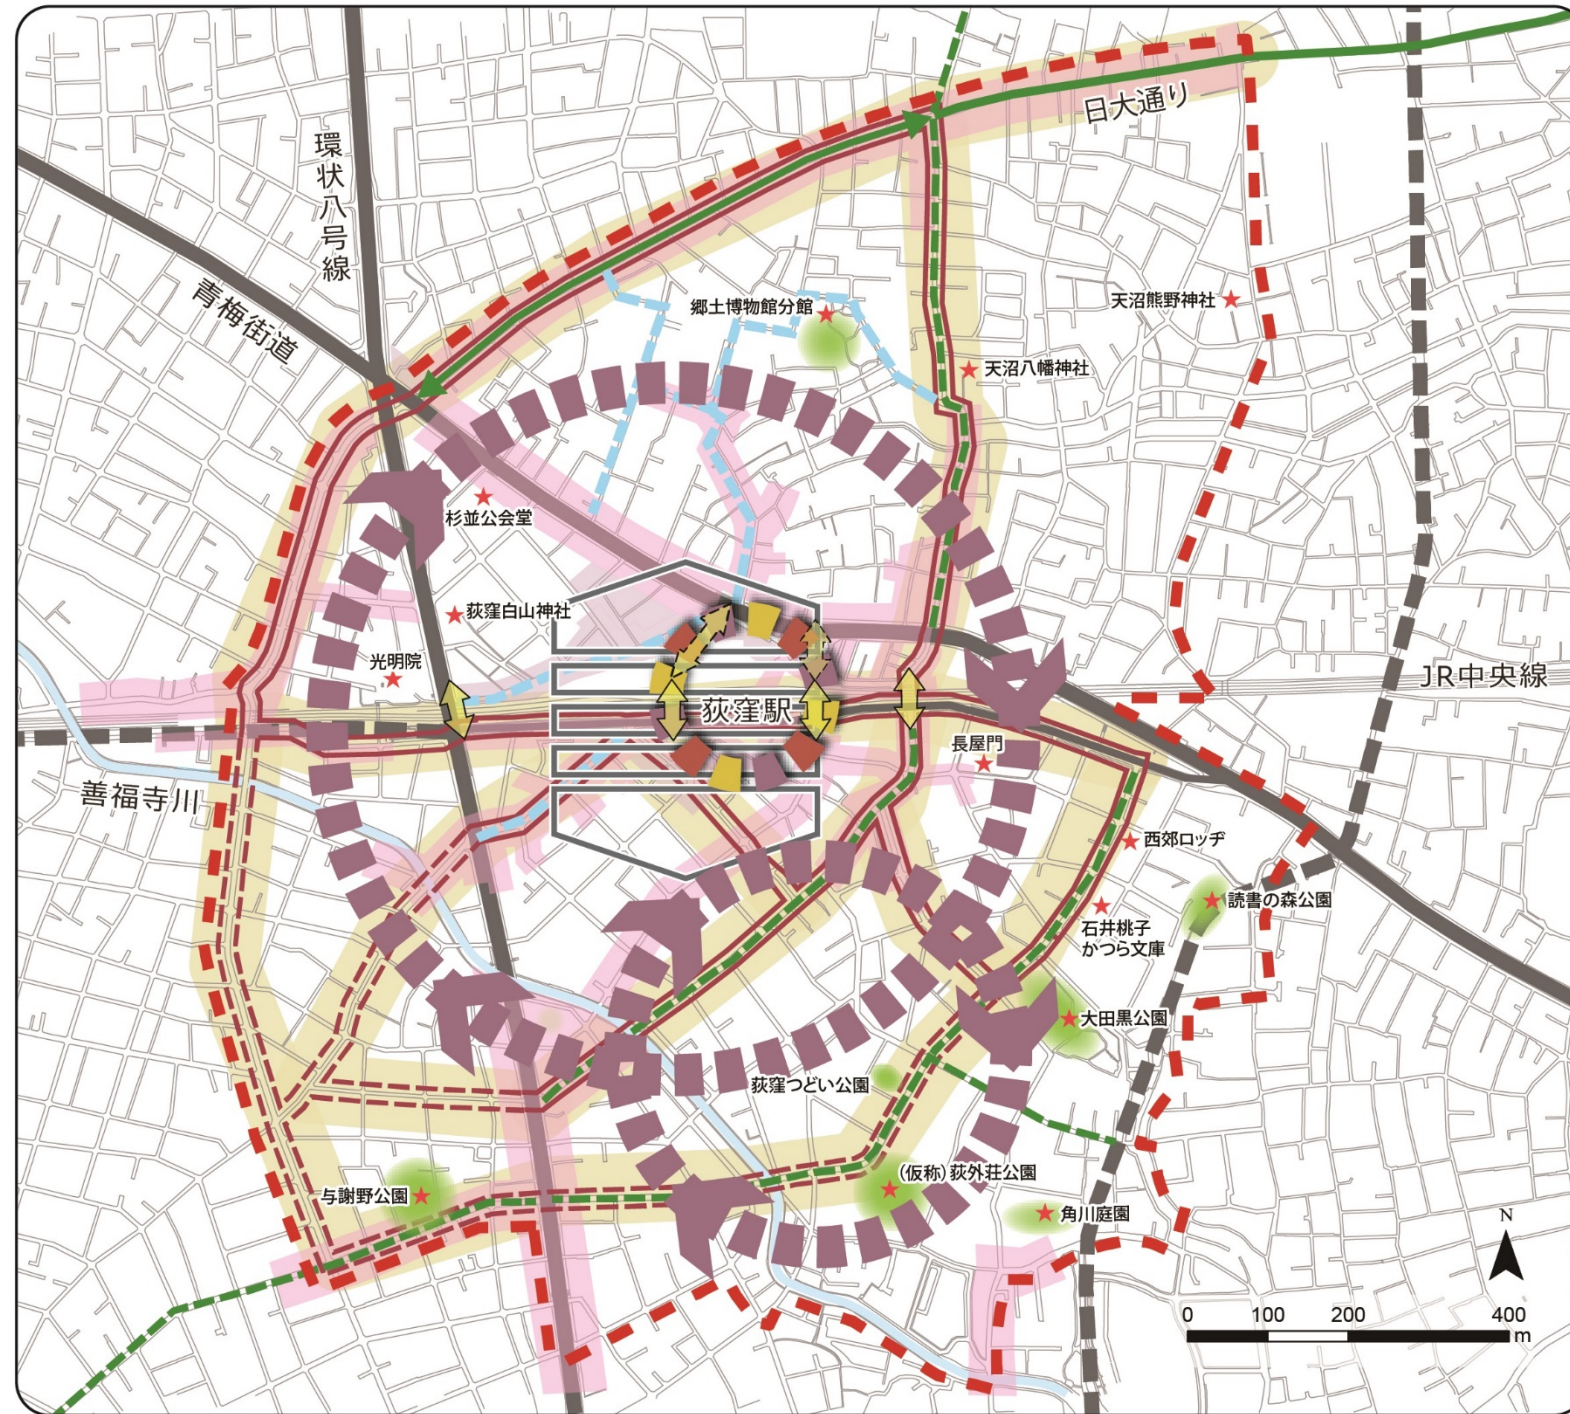 日大通り
環状八号線
青梅街道
郷土博物館分館
天沼熊野神社
天沼八幡神社
杉並公会堂
荻窪白山神社
光明院
荻窪駅
JR中央線
長屋門
善福寺川
西郊ロッヂ
読書の森公園
石井桃子
かつら文庫
大田黒公園
荻窪つどい公園
(仮称)荻外荘公園
与謝野公園
角川庭園
N
0 100 200 400
m